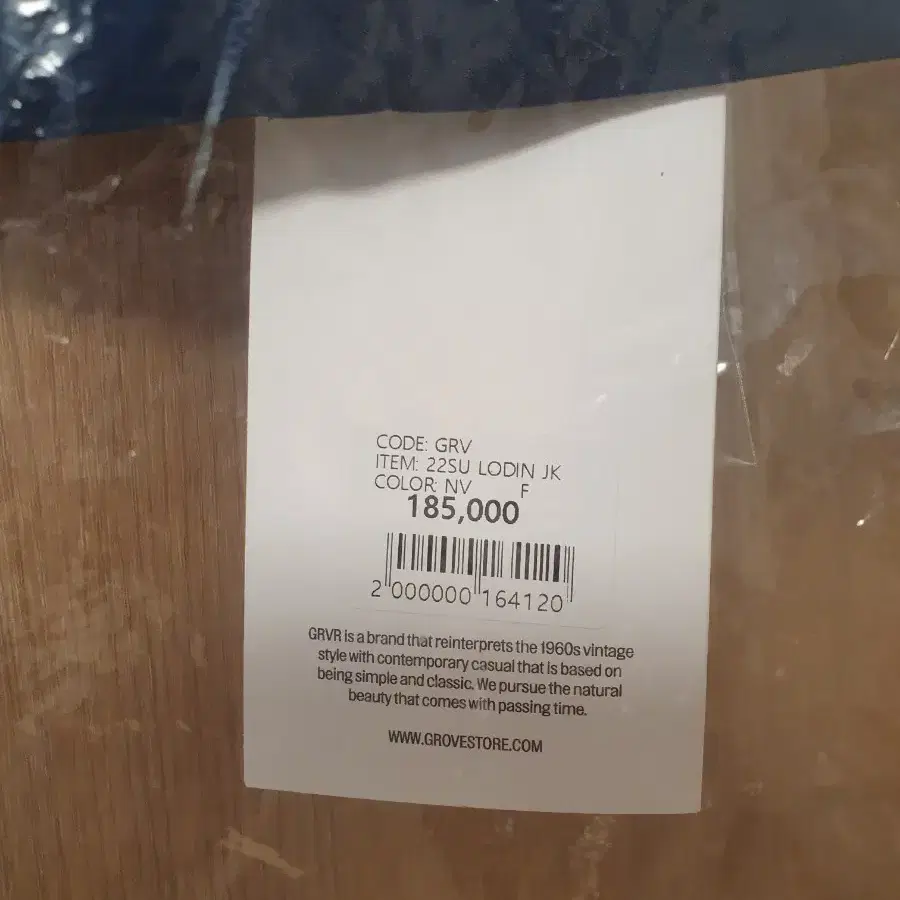 CODE: GRV
ITEM: 22SU LODIN JK
COLOR: NV F
185,000
2 000000 164120
GRVR is a brand that reinterprets the 1960s vintage
style with contemporary casual that is based on
being simple and classic. We pursue the natural
beauty that comes with passing time.
WWW.GROVESTORE.COM